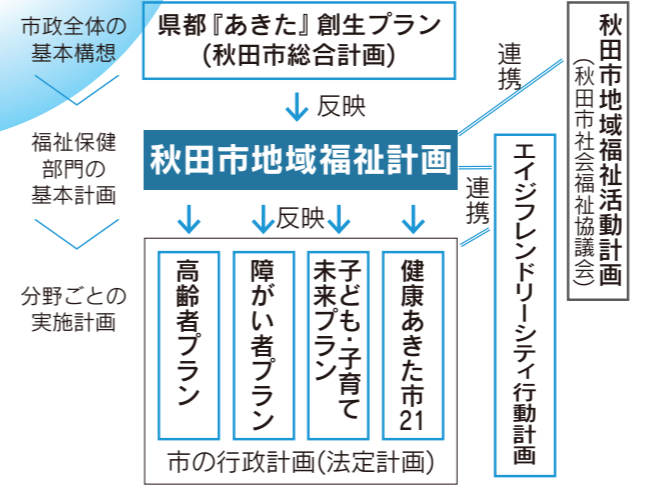 市政全体の
基本構想
県都『あきた』創生プラン
(秋田市総合計画)
反映
連携
秋田市地域福祉活動計画
(秋田市社会福祉協議会)
福祉保健
部門の
基本計画
秋田市地域福祉計画
連携
エイジフレンドリーシティ行動計画
反映
分野ごとの
実施計画
高齢者プラン
障がい者プラン
子ども・子育て
未来プラン
健康あきた市21
市の行政計画(法定計画)